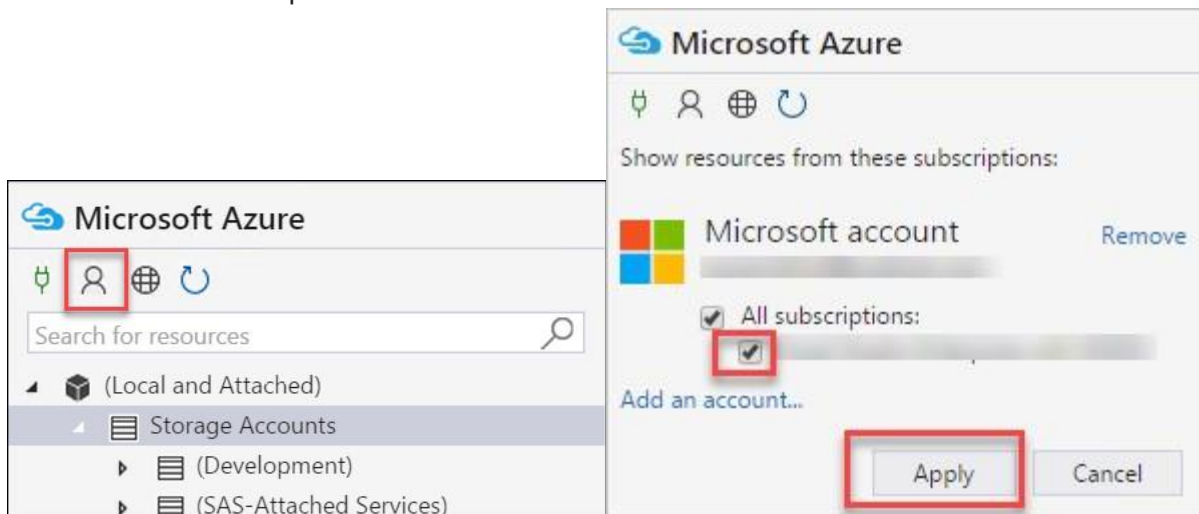 Microsoft Azure
Search for resources
(Local and Attached)
Storage Accounts
(Development)
(SAS-Attached Services)
Microsoft Azure
Show resources from these subscriptions:
Microsoft account
Remove
All subscriptions:
Add an account...
Apply
Cancel